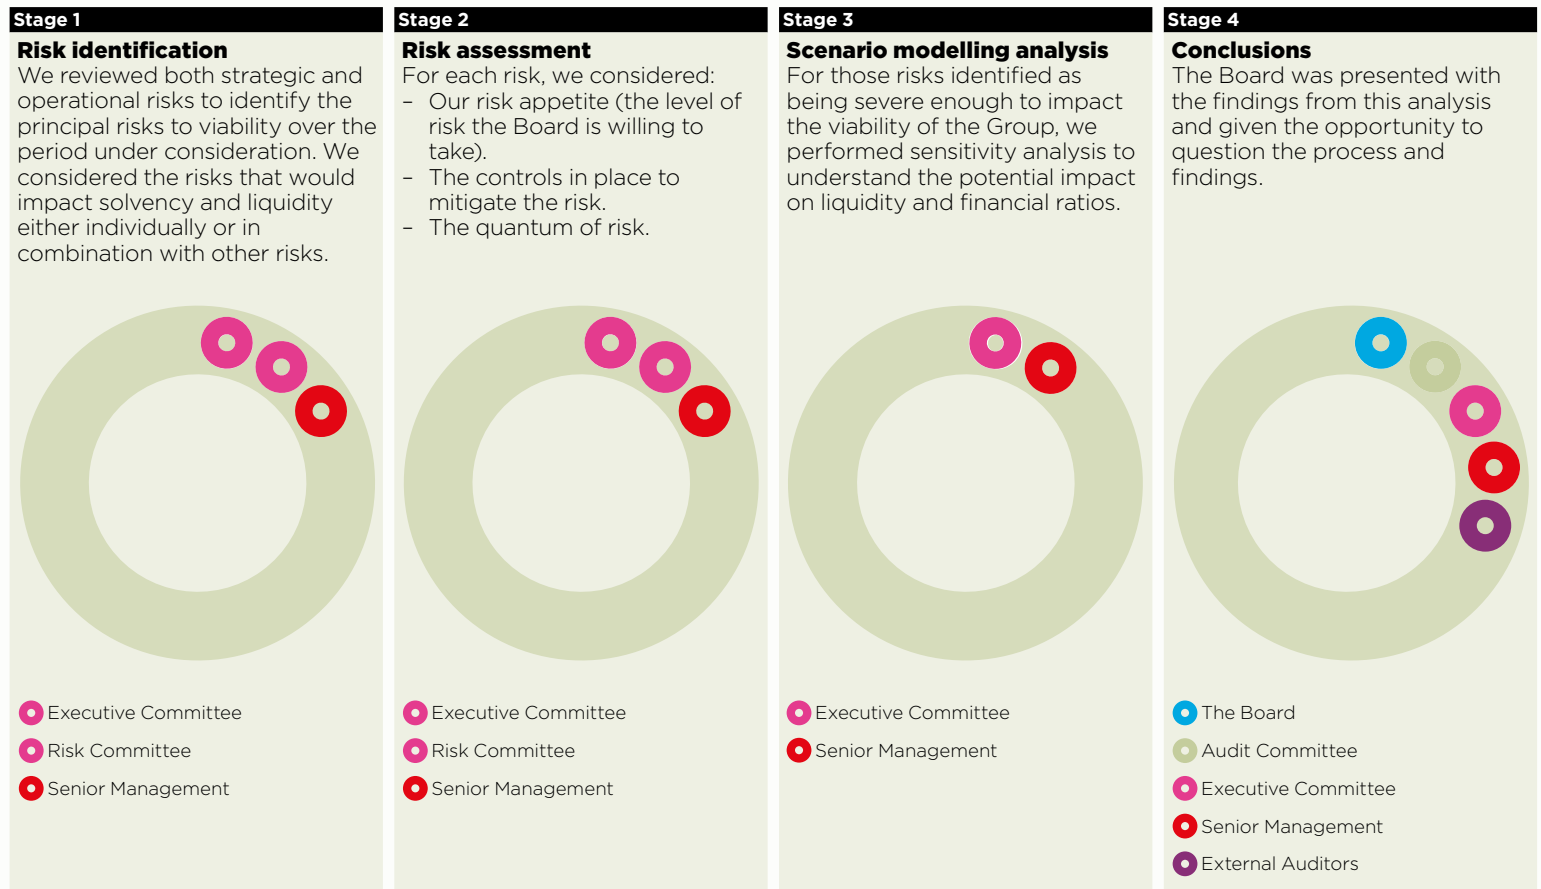 Stage 1
Risk identification
We reviewed both strategic and
operational risks to identify the
principal risks to viability over the
period under consideration. We
considered the risks that would
impact solvency and liquidity
either individually or in
combination with other risks.
Executive Committee
Risk Committee
Senior Management
Stage 2
Risk assessment
For each risk, we considered:
– Our risk appetite (the level of
risk the Board is willing to
take).
– The controls in place to
mitigate the risk.
– The quantum of risk.
Executive Committee
Risk Committee
Senior Management
Stage 3
Scenario modelling analysis
For those risks identified as
being severe enough to impact
the viability of the Group, we
performed sensitivity analysis to
understand the potential impact
on liquidity and financial ratios.
Executive Committee
Senior Management
Stage 4
Conclusions
The Board was presented with
the findings from this analysis
and given the opportunity to
question the process and
findings.
The Board
Audit Committee
Executive Committee
Senior Management
External Auditors